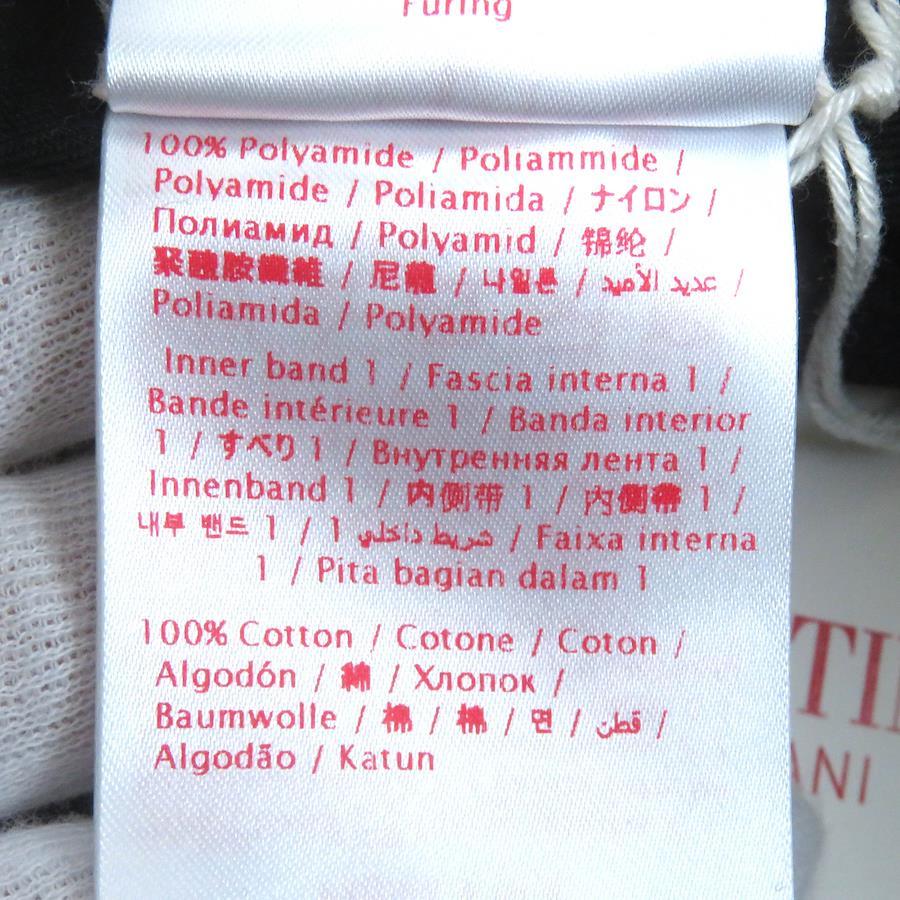 Furing
100% Polyamide / Poliammide /
Polyamide / Poliamida / ナイロン /
Полиамид / Polyamid / 锦纶 /
聚醯胺纖維 / 尼龍 / 나일론 / عديد الأميد /
Poliamida / Polyamide
Inner band 1 / Fascia interna 1 /
Bande intérieure 1 / Banda interior
1 / すべり 1 / Внутренняя лента 1 /
Innenband 1 / 内侧带 1 / 內側帶 1 /
내부 밴드 1 / شريط داخلي 1 / Faixa interna
1 / Pita bagian dalam 1
100% Cotton / Cotone / Coton /
Algodón / 綿 / Хлопок /
Baumwolle / 棉 / 棉 / 면 / قطن /
Algodão / Katun
TI
ANI